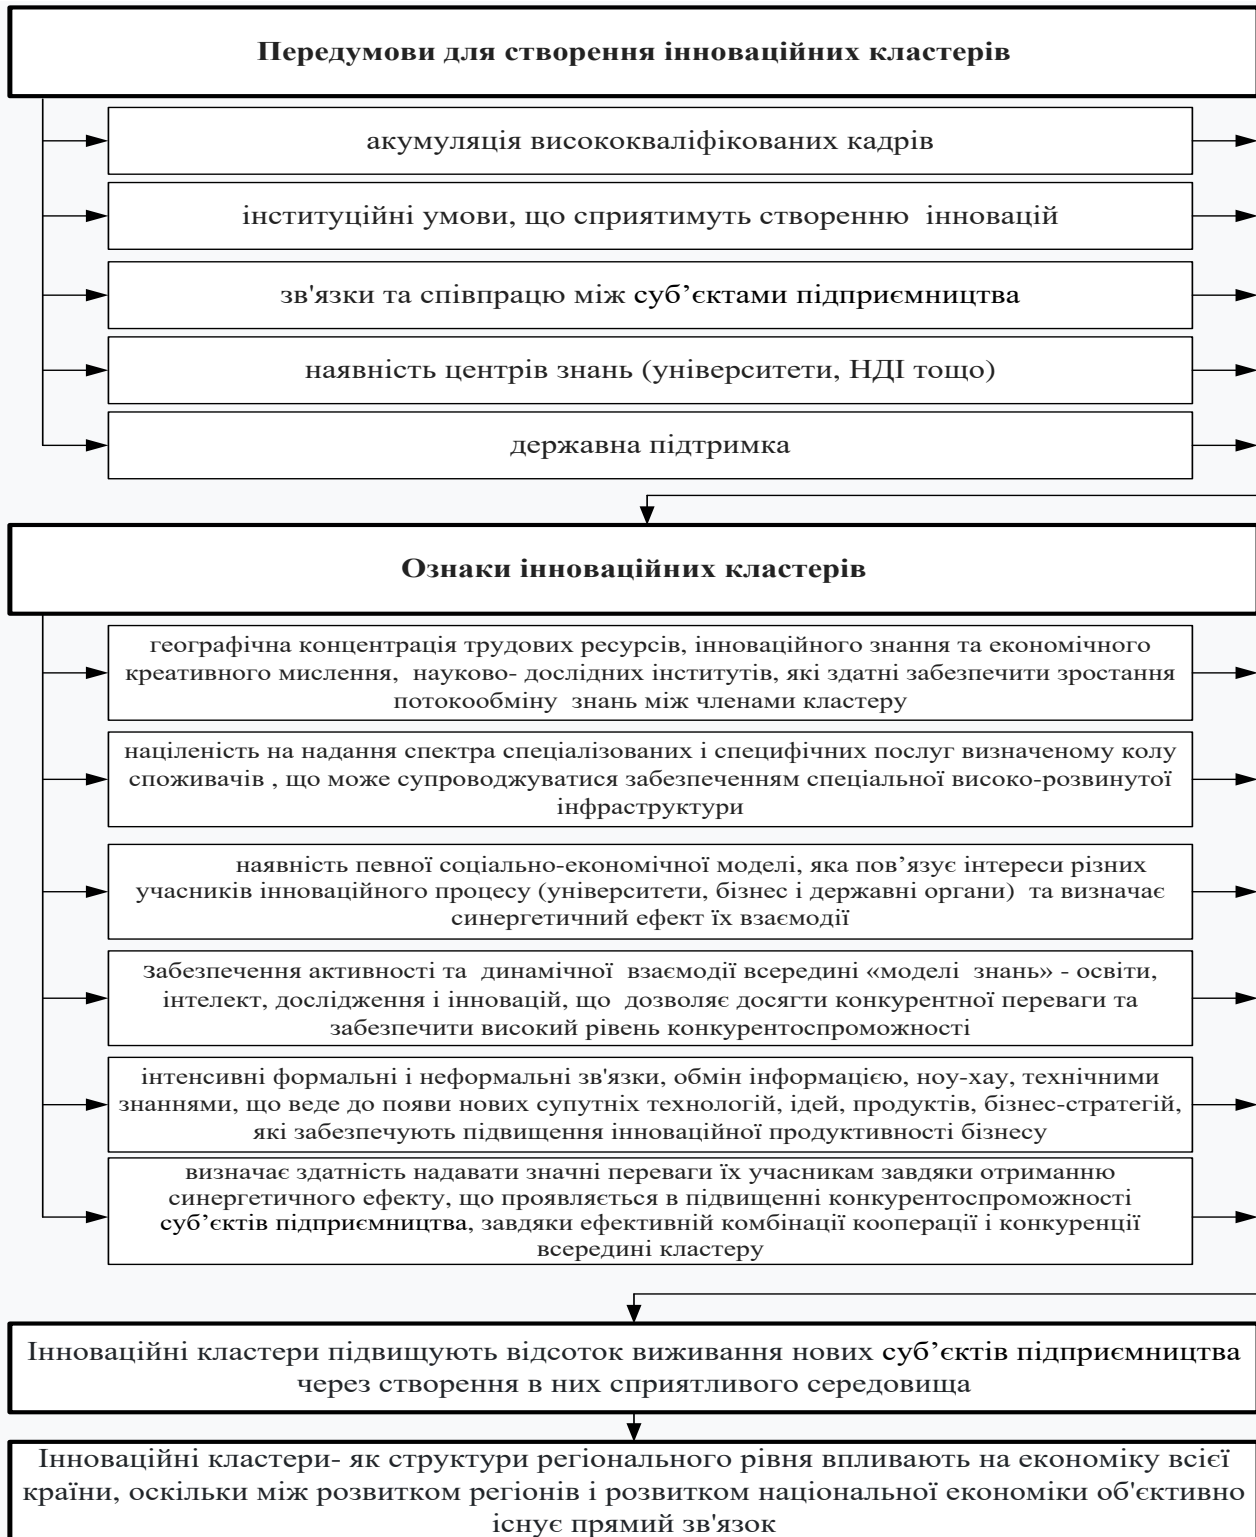 Передумови для створення інноваційних кластерів
акумуляція висококваліфікованих кадрів
інституційні умови, що сприятимуть створенню інновацій
зв'язки та співпрацю між суб’єктами підприємництва
наявність центрів знань (університети, НДІ тощо)
державна підтримка
Ознаки інноваційних кластерів
географічна концентрація трудових ресурсів, інноваційного знання та економічного
креативного мислення, науково- дослідних інститутів, які здатні забезпечити зростання
потокообміну знань між членами кластеру
націленість на надання спектра спеціалізованих і специфічних послуг визначеному колу
споживачів , що може супроводжуватися забезпеченням спеціальної високо-розвинутої
інфраструктури
наявність певної соціально-економічної моделі, яка пов’язує інтереси різних
учасників інноваційного процесу (університети, бізнес і державні органи) та визначає
синергетичний ефект їх взаємодії
забезпечення активності та динамічної взаємодії всередині «моделі знань» - освіти,
інтелект, дослідження і інновацій, що дозволяє досягти конкурентної переваги та
забезпечити високий рівень конкурентоспроможності
інтенсивні формальні і неформальні зв'язки, обмін інформацією, ноу-хау, технічними
знаннями, що веде до появи нових супутніх технологій, ідей, продуктів, бізнес-стратегій,
які забезпечують підвищення інноваційної продуктивності бізнесу
визначає здатність надавати значні переваги їх учасникам завдяки отриманню
синергетичного ефекту, що проявляється в підвищенні конкурентоспроможності
суб’єктів підприємництва, завдяки ефективній комбінації кооперації і конкуренції
всередині кластеру
Інноваційні кластери підвищують відсоток виживання нових суб’єктів підприємництва
через створення в них сприятливого середовища
Інноваційні кластери- як структури регіонального рівня впливають на економіку всієї
країни, оскільки між розвитком регіонів і розвитком національної економіки об'єктивно
існує прямий зв'язок